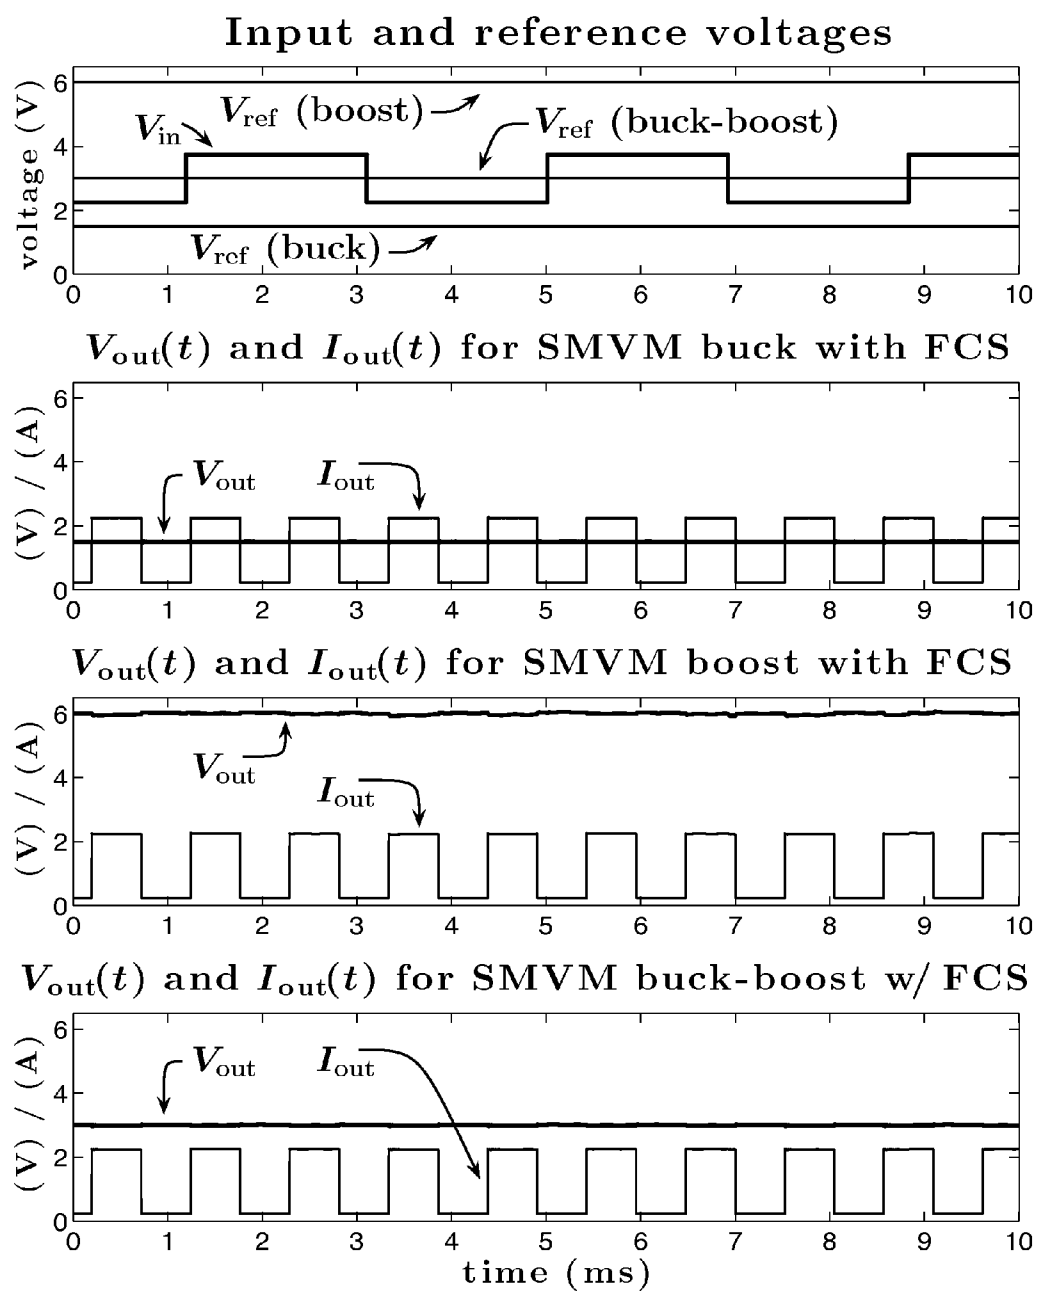 Input and reference voltages
voltage (V)
6
4
2
0
V_ref (boost)
V_in
V_ref (buck-boost)
V_ref (buck)
0 1 2 3 4 5 6 7 8 9 10
V_out(t) and I_out(t) for SMVM buck with FCS
(V) / (A)
6
4
2
0
V_out
I_out
0 1 2 3 4 5 6 7 8 9 10
V_out(t) and I_out(t) for SMVM boost with FCS
(V) / (A)
6
4
2
0
V_out
I_out
0 1 2 3 4 5 6 7 8 9 10
V_out(t) and I_out(t) for SMVM buck-boost w/ FCS
(V) / (A)
6
4
2
0
V_out
I_out
0 1 2 3 4 5 6 7 8 9 10
time (ms)